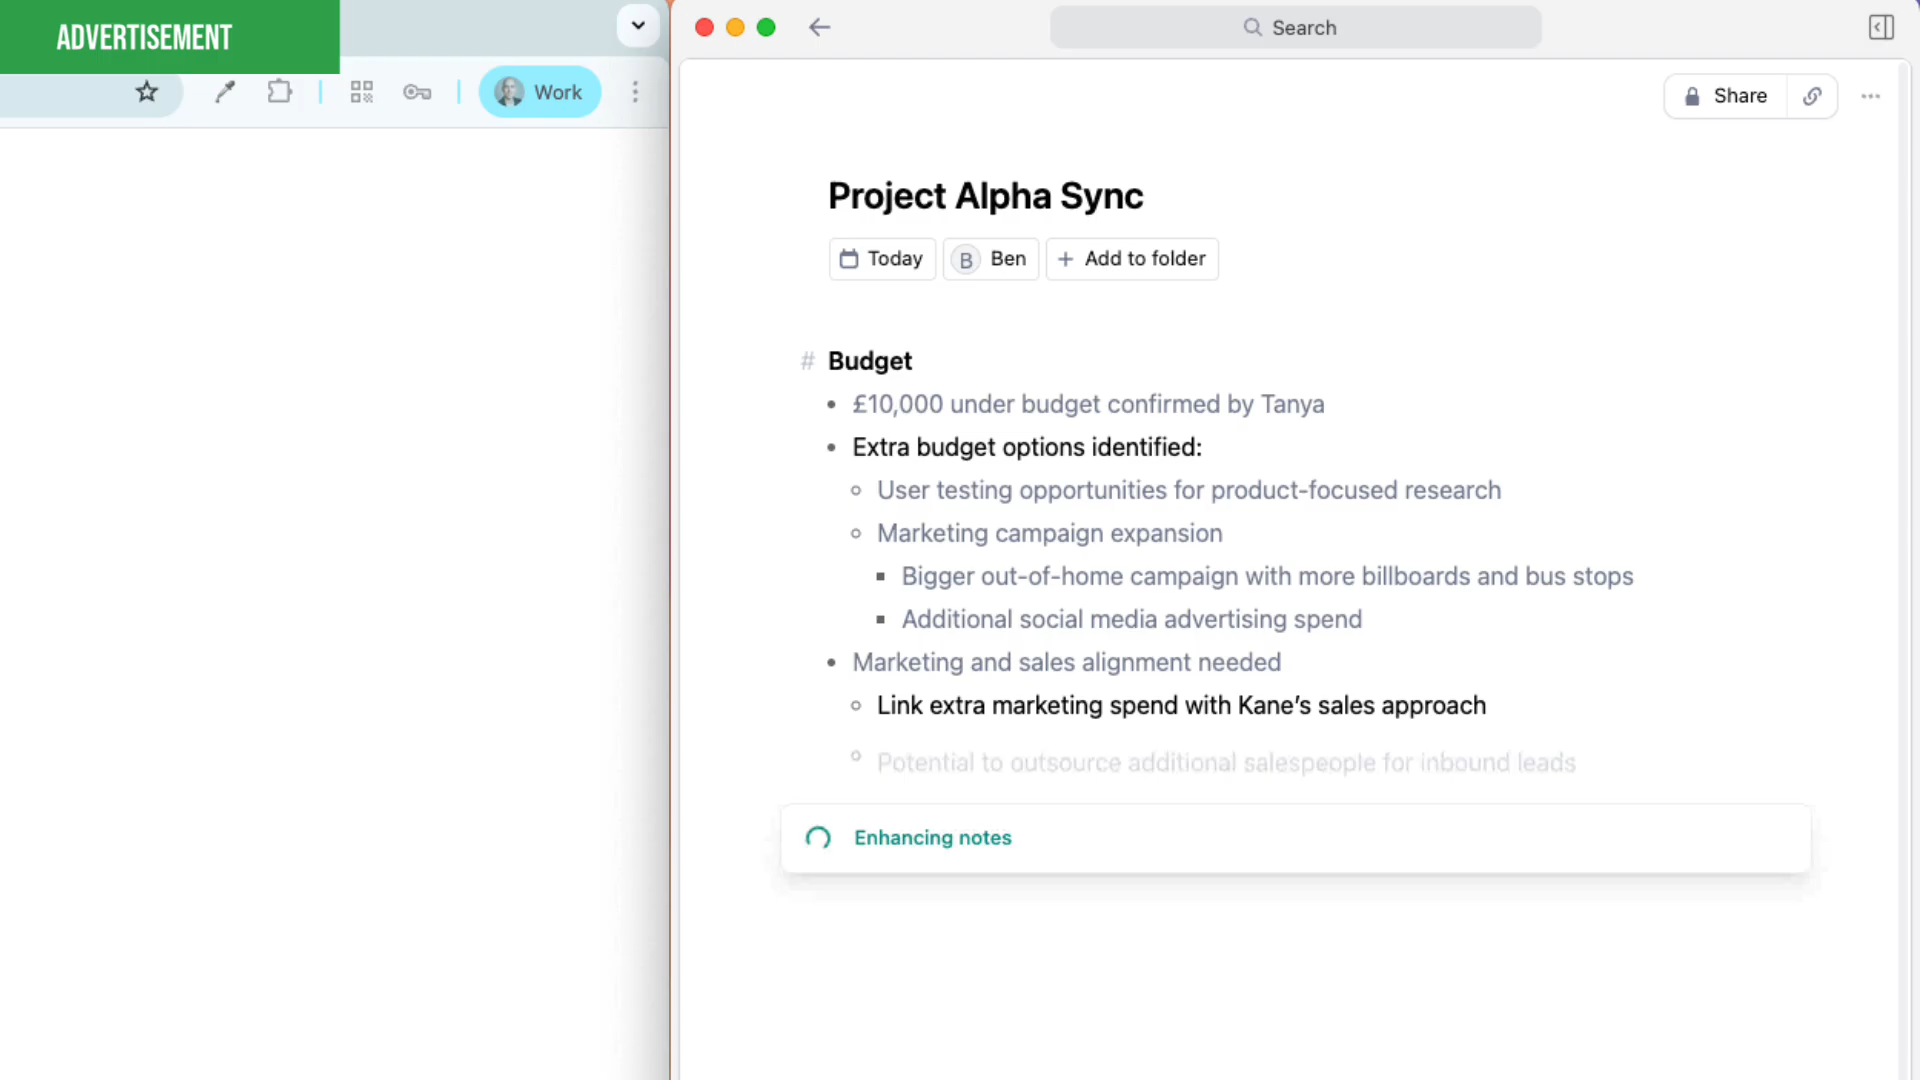 ADVERTISEMENT
Work
Search
Share
Project Alpha Sync
Today
B Ben
+ Add to folder
# Budget
• £10,000 under budget confirmed by Tanya
• Extra budget options identified:
◦ User testing opportunities for product-focused research
◦ Marketing campaign expansion
▪ Bigger out-of-home campaign with more billboards and bus stops
▪ Additional social media advertising spend
• Marketing and sales alignment needed
◦ Link extra marketing spend with Kane’s sales approach
◦ Potential to outsource additional salespeople for inbound leads
Enhancing notes